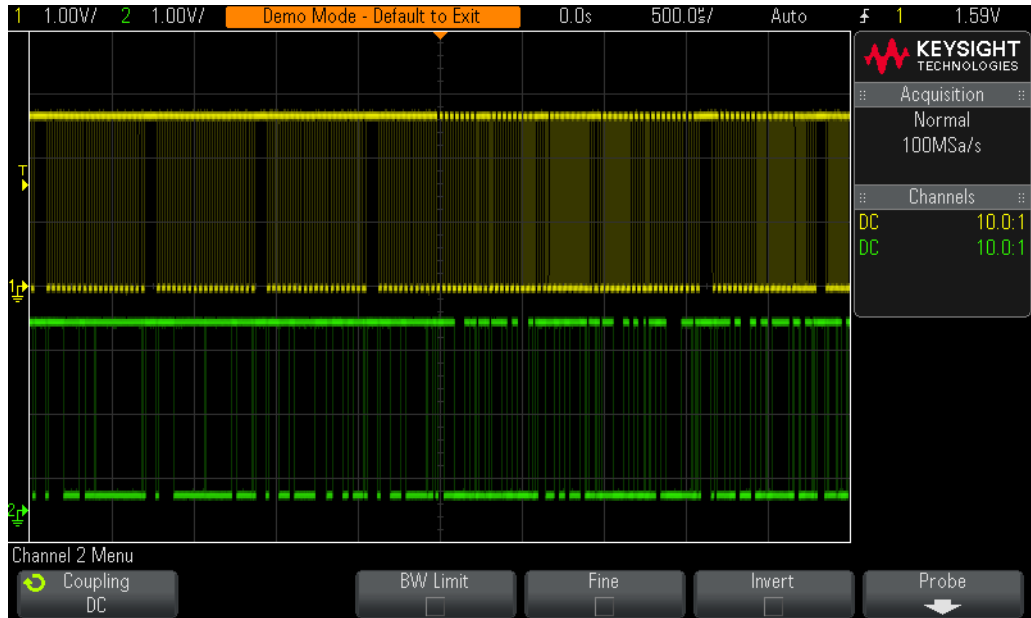 1 1.00V/ 2 1.00V/ Demo Mode - Default to Exit 0.0s 500.0µs/ Auto 1 1.59V
KEYSIGHT
TECHNOLOGIES
Acquisition
Normal
100MSa/s
T
Channels
DC 10.0:1
DC 10.0:1
1
2
Channel 2 Menu
Coupling BW Limit Fine Invert Probe
DC